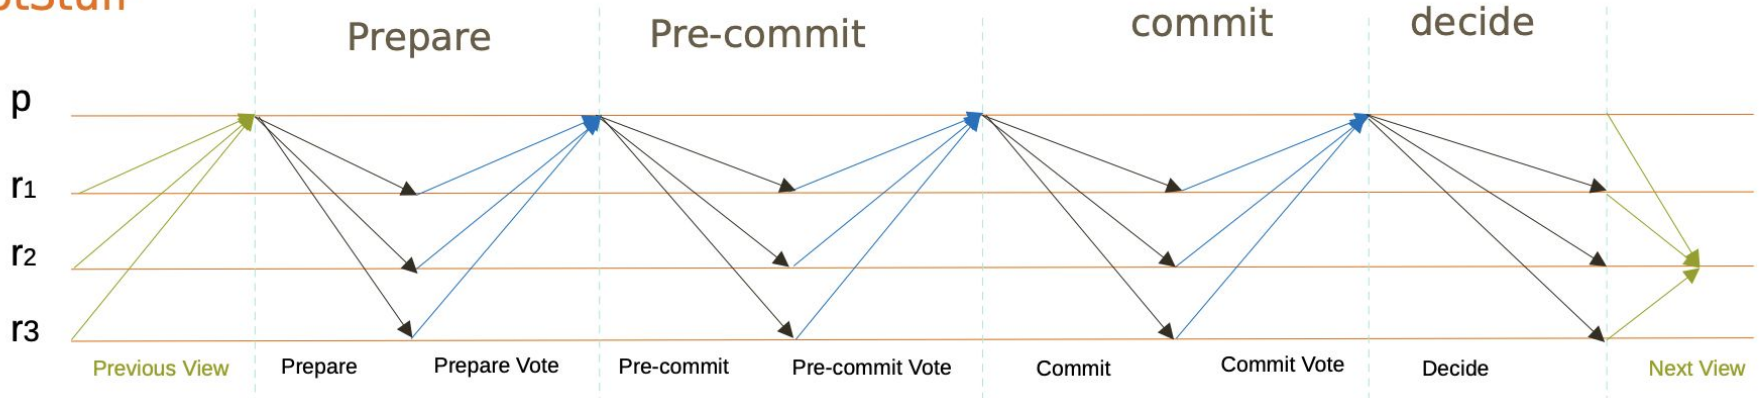 Prepare
Pre-commit
commit
decide
p
r1
r2
r3
Previous View
Prepare
Prepare Vote
Pre-commit
Pre-commit Vote
Commit
Commit Vote
Decide
Next View